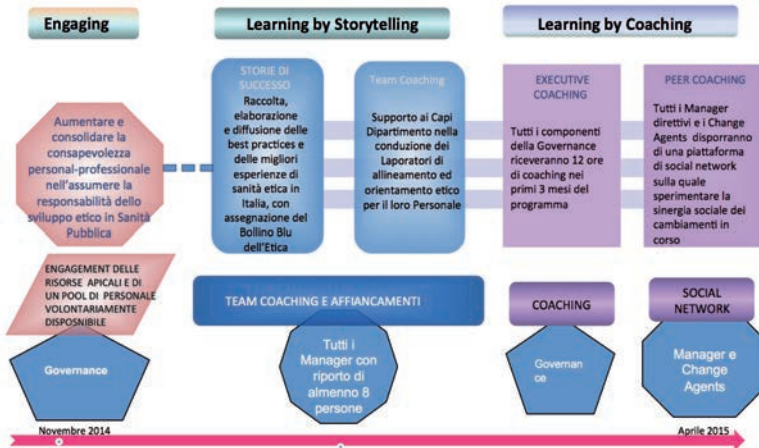 Engaging
Learning by Storytelling
Learning by Coaching
Aumentare e
consolidare la
consapevolezza
personal-professionale
nell'assumere la
responsabilità dello
sviluppo etico in Sanità
Pubblica
STORIE DI
SUCCESSO
Raccolta,
elaborazione
e diffusione delle
best practices e
delle migliori
esperienze di
sanità etica in
Italia, con
assegnazione del
Bollino Blu
dell'Etica
Team Coaching
Supporto ai Capi
Dipartimento nella
conduzione dei
Laporatori di
allineamento ed
orientamento etico
per il loro Personale
EXECUTIVE
COACHING
Tutti i componenti
della Governance
riceveranno 12 ore
di coaching nei
primi 3 mesi del
programma
PEER COACHING
Tutti i Manager
direttivi e i Change
Agents disporranno
di una piattaforma
di social network
sulla quale
sperimentare la
sinergia sociale dei
cambiamenti in
corso
ENGAGEMENT DELLE
RISORSE APICALI E DI
UN POOL DI PERSONALE
VOLONTARIAMENTE
DISPONIBILE
TEAM COACHING E AFFIANCAMENTI
COACHING
SOCIAL
NETWORK
Governance
Tutti i
Manager con
riporto di
almenno 8
persone
Governan
ce
Manager e
Change
Agents
Novembre 2014
Aprile 2015